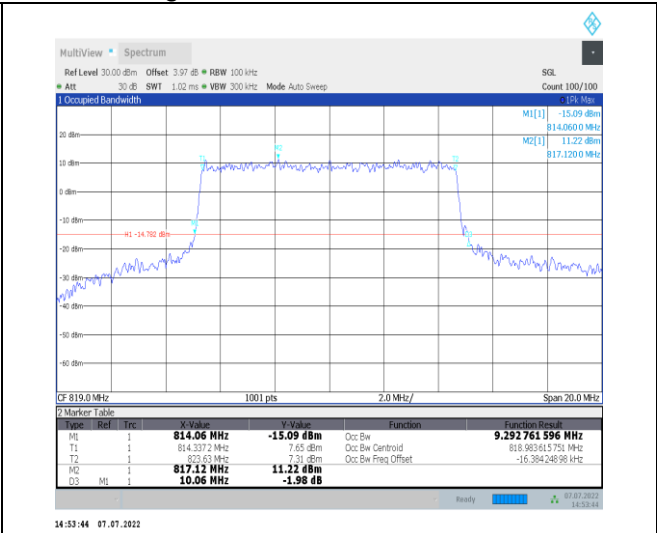 MultiView Spectrum
Ref Level 30.00 dBm Offset 3.97 dB RBW 100 kHz SGL
Att 30 dB SWT 1.02 ms VBW 300 kHz Mode Auto Sweep Count 100/100
1 Occupied Bandwidth 1Pk Max
M1[1] -15.09 dBm
814.0600 MHz
M2[1] 11.22 dBm
817.1200 MHz
20 dBm
M2
10 dBm
0 dBm
-10 dBm
H1 -14.782 dBm
-20 dBm
-30 dBm
-40 dBm
-50 dBm
-60 dBm
CF 819.0 MHz 1001 pts 2.0 MHz/ Span 20.0 MHz
2 Marker Table
Type Ref Trc X-Value Y-Value Function Function Result
M1 1 814.06 MHz -15.09 dBm Occ Bw 9.292 761 596 MHz
T1 1 814.3372 MHz 7.65 dBm Occ Bw Centroid 818.983 615 751 MHz
T2 1 823.63 MHz 7.31 dBm Occ Bw Freq Offset -16.384 248 98 kHz
M2 1 817.12 MHz 11.22 dBm
D3 M1 1 10.06 MHz -1.98 dB
Ready 07.07.2022
14:53:44
14:53:44 07.07.2022